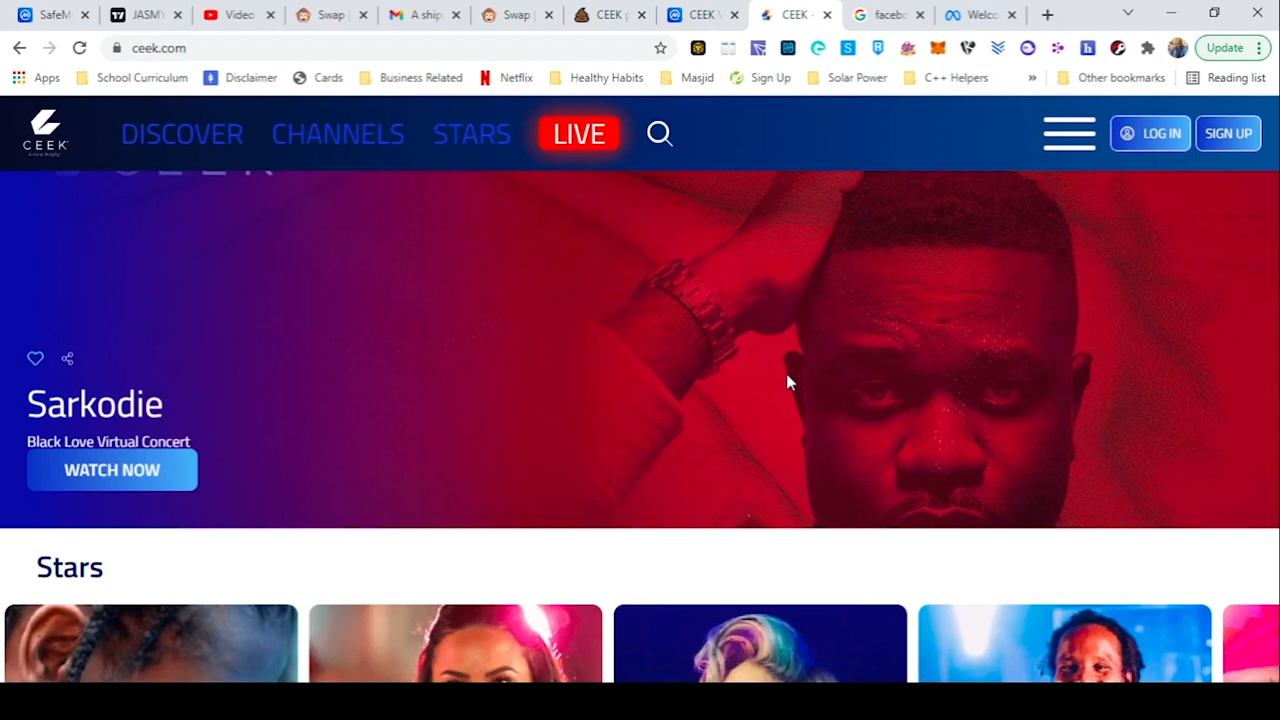 SafeM
JASMY
Video
Swap
A ship
Swap
CEEK p
CEEK V
CEEK -
facebo
Welco
ceek.com
Update
Apps
School Curriculum
Disclaimer
Cards
Business Related
Netflix
Healthy Habits
Masjid
Sign Up
Solar Power
C++ Helpers
»
Other bookmarks
Reading list
CEEK
DISCOVER
CHANNELS
STARS
LIVE
LOG IN
SIGN UP
Sarkodie
Black Love Virtual Concert
WATCH NOW
Stars